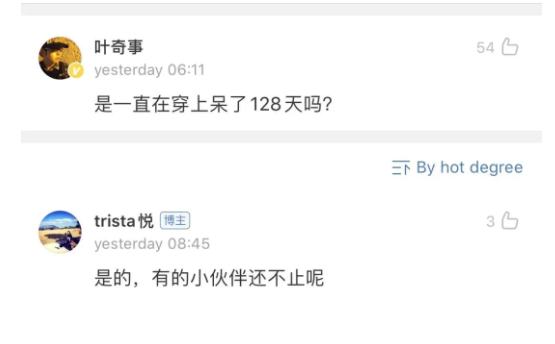 叶奇事
54
yesterday 06:11
是一直在穿上呆了128天吗?
By hot degree
trista悦 博主
3
yesterday 08:45
是的，有的小伙伴还不止呢